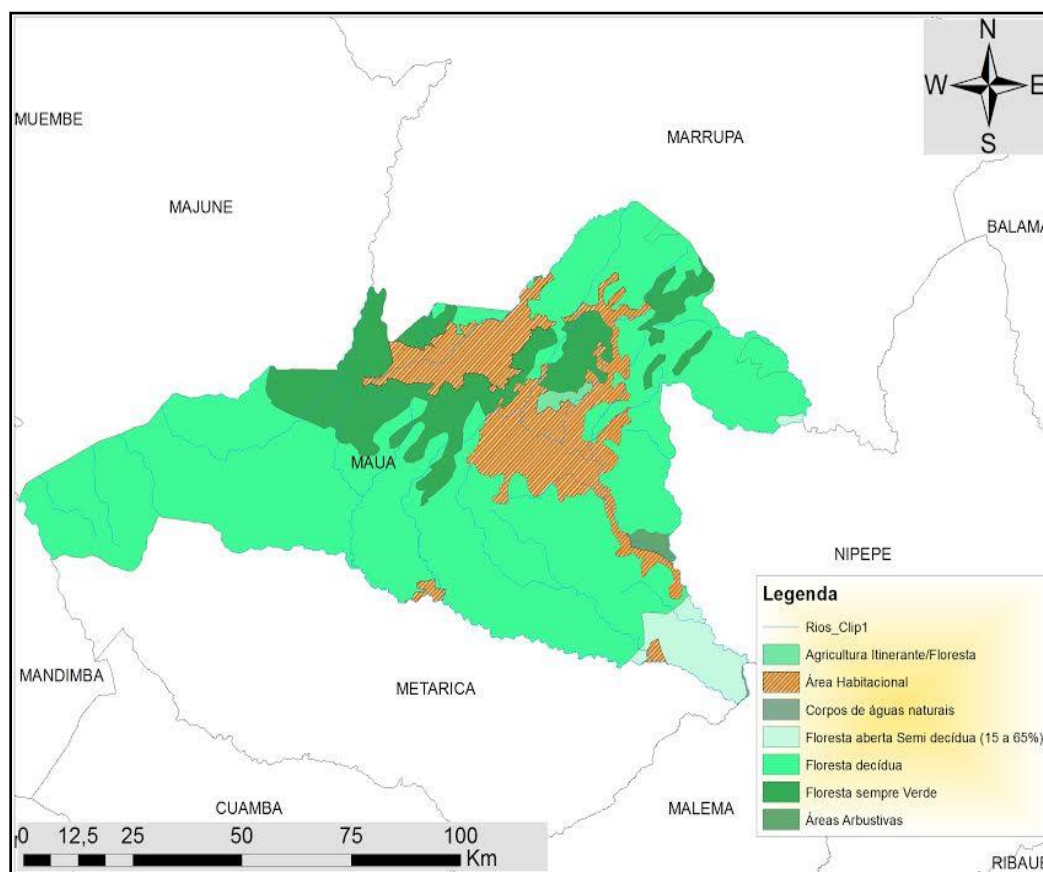 N
W E
S
MUEMBE
MARRUPA
MAJUNE
BALAMA
MAUA
NIPEPE
MANDIMBA
METARICA
CUAMBA
MALEMA
RIBAUE
Legenda
Rios_Clip1
Agricultura Itinerante/Floresta
Área Habitacional
Corpos de águas naturais
Floresta aberta Semi decídua (15 a 65%)
Floresta decídua
Floresta sempre Verde
Áreas Arbustivas
0 12,5 25 50 75 100
Km